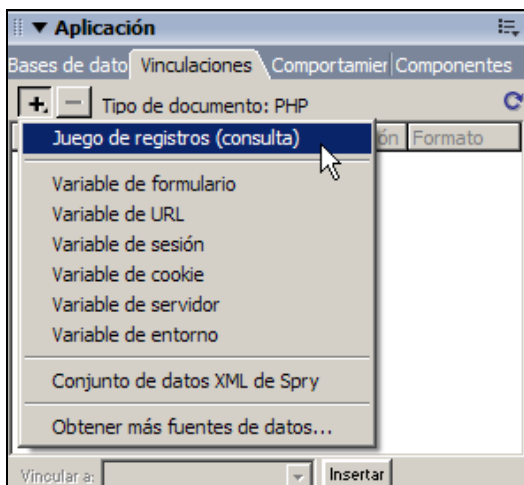 Aplicación
Bases de dato Vinculaciones Comportamier Componentes
Tipo de documento: PHP
Juego de registros (consulta)
ón Formato
Variable de formulario
Variable de URL
Variable de sesión
Variable de cookie
Variable de servidor
Variable de entorno
Conjunto de datos XML de Spry
Obtener más fuentes de datos...
Vincular a: Insertar